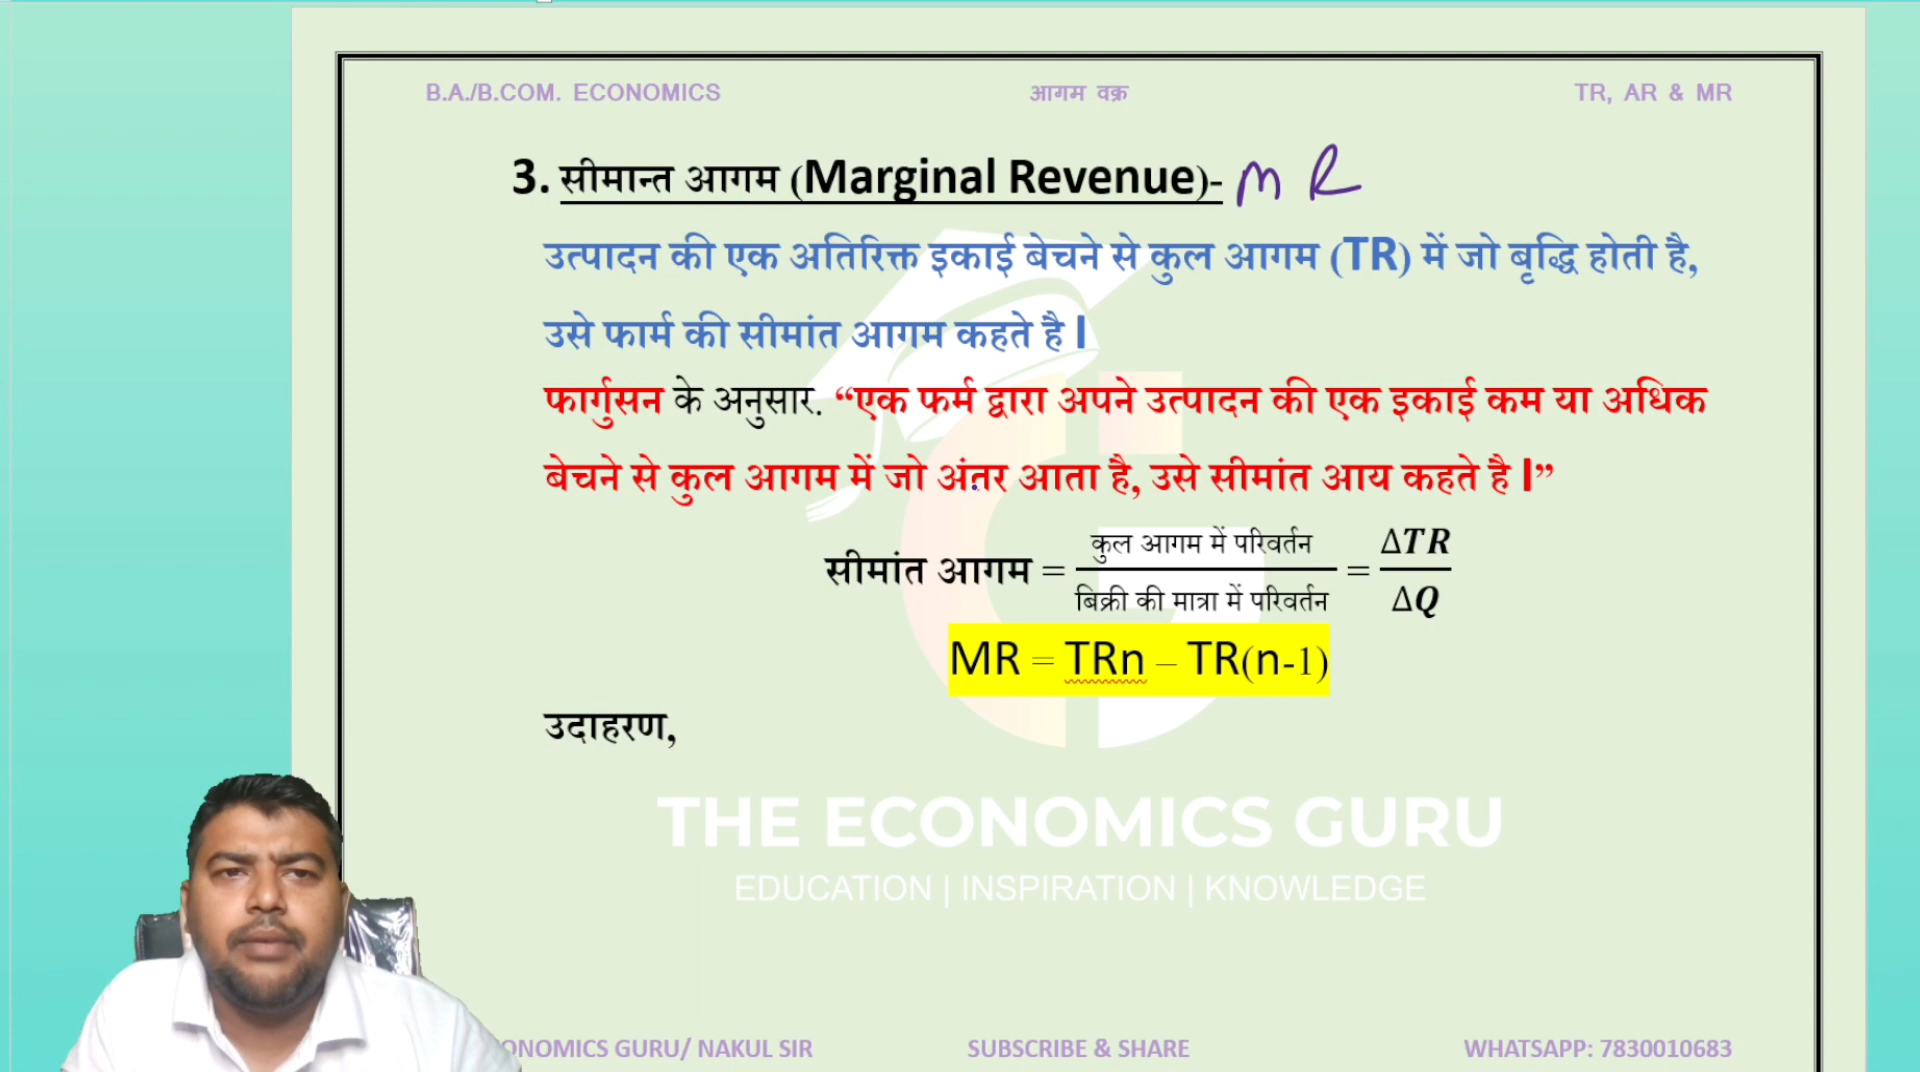 B.A./B.COM. ECONOMICS आगम वक्र TR, AR & MR
3. सीमान्त आगम (Marginal Revenue)- MR
उत्पादन की एक अतिरिक्त इकाई बेचने से कुल आगम (TR) में जो बृद्धि होती है,
उसे फार्म की सीमांत आगम कहते है।
फार्गुसन के अनुसार. “एक फर्म द्वारा अपने उत्पादन की एक इकाई कम या अधिक
बेचने से कुल आगम में जो अंतर आता है, उसे सीमांत आय कहते है।”
सीमांत आगम = कुल आगम में परिवर्तन / बिक्री की मात्रा में परिवर्तन = ΔTR / ΔQ
MR = TRn – TR(n-1)
उदाहरण,
THE ECONOMICS GURU
EDUCATION | INSPIRATION | KNOWLEDGE
ONOMICS GURU/ NAKUL SIR SUBSCRIBE & SHARE WHATSAPP: 7830010683